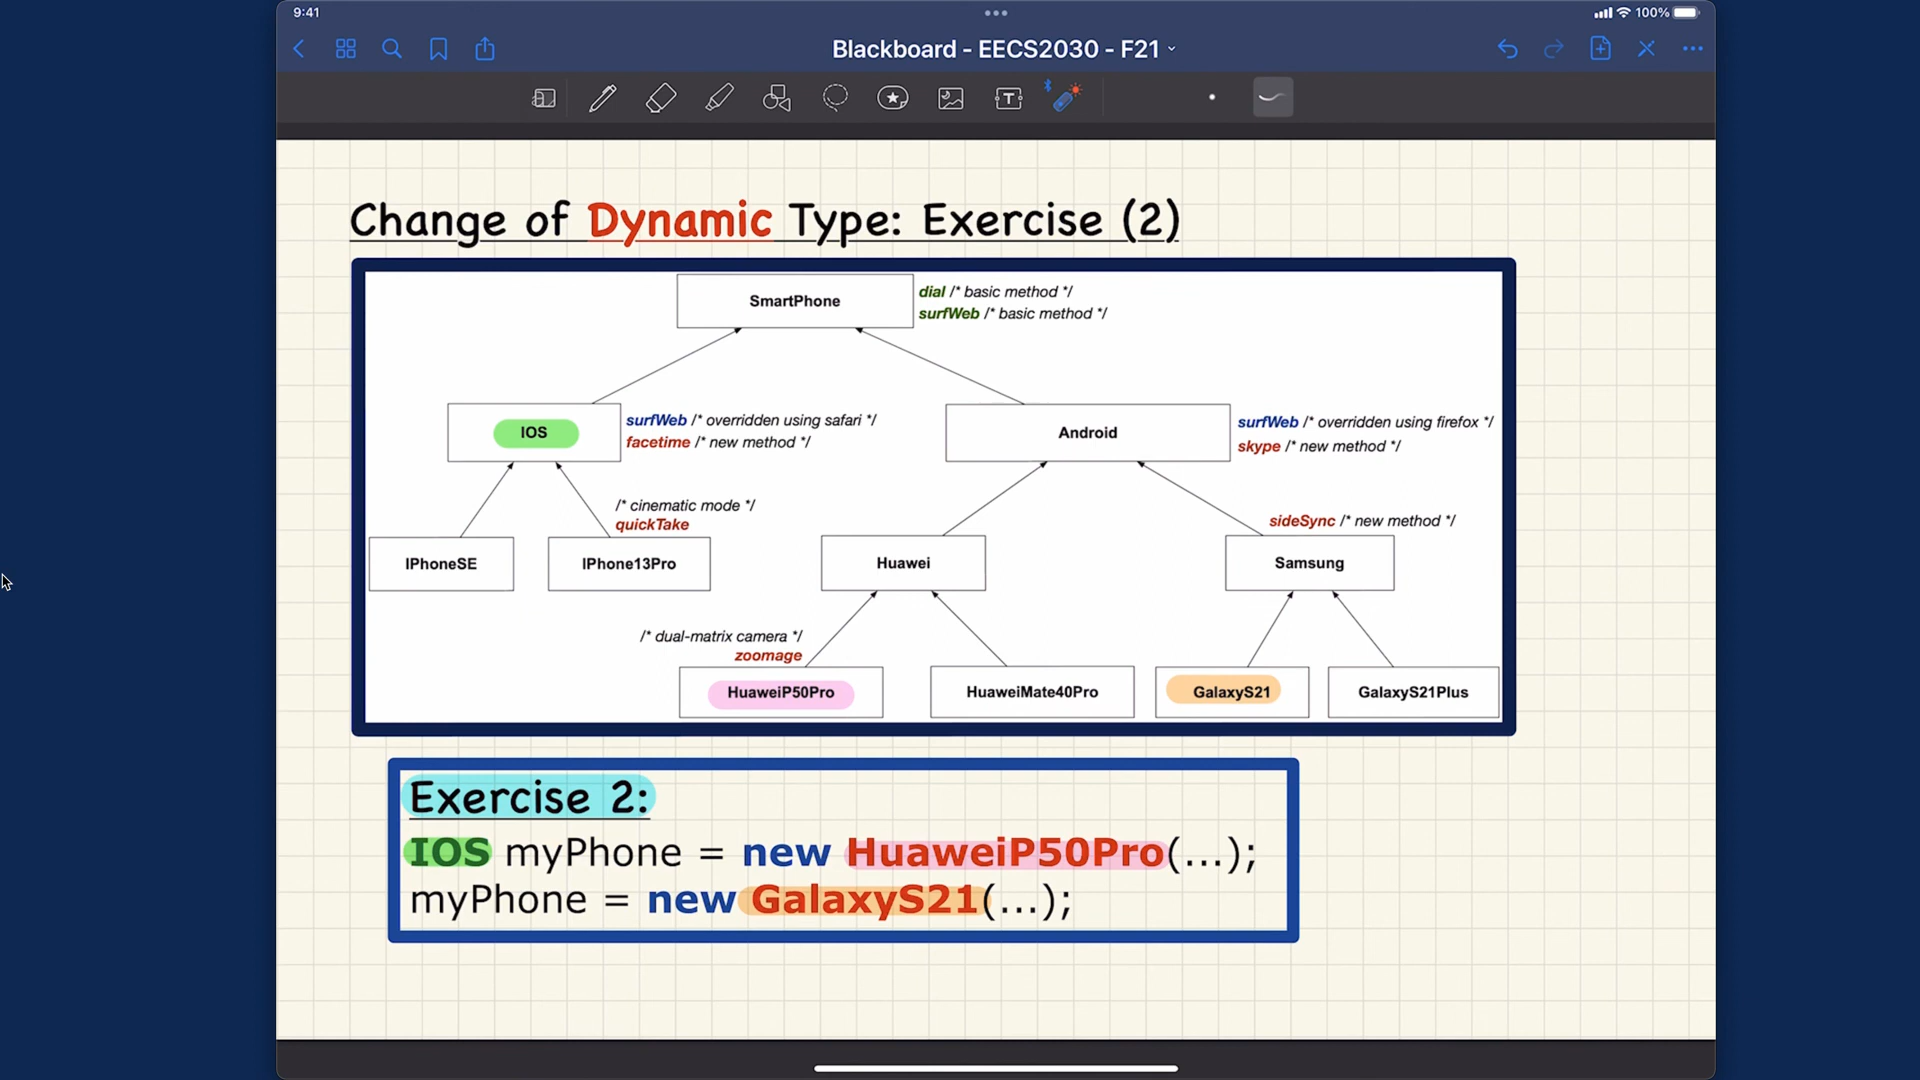 9:41
100%
Blackboard - EECS2030 - F21
Change of Dynamic Type: Exercise (2)
SmartPhone
dial /* basic method */
surfWeb /* basic method */
IOS
surfWeb /* overridden using safari */
facetime /* new method */
Android
surfWeb /* overridden using firefox */
skype /* new method */
/* cinematic mode */
quickTake
sideSync /* new method */
IPhoneSE
IPhone13Pro
Huawei
Samsung
/* dual-matrix camera */
zoomage
HuaweiP50Pro
HuaweiMate40Pro
GalaxyS21
GalaxyS21Plus
Exercise 2:
IOS myPhone = new HuaweiP50Pro(...);
myPhone = new GalaxyS21(...);